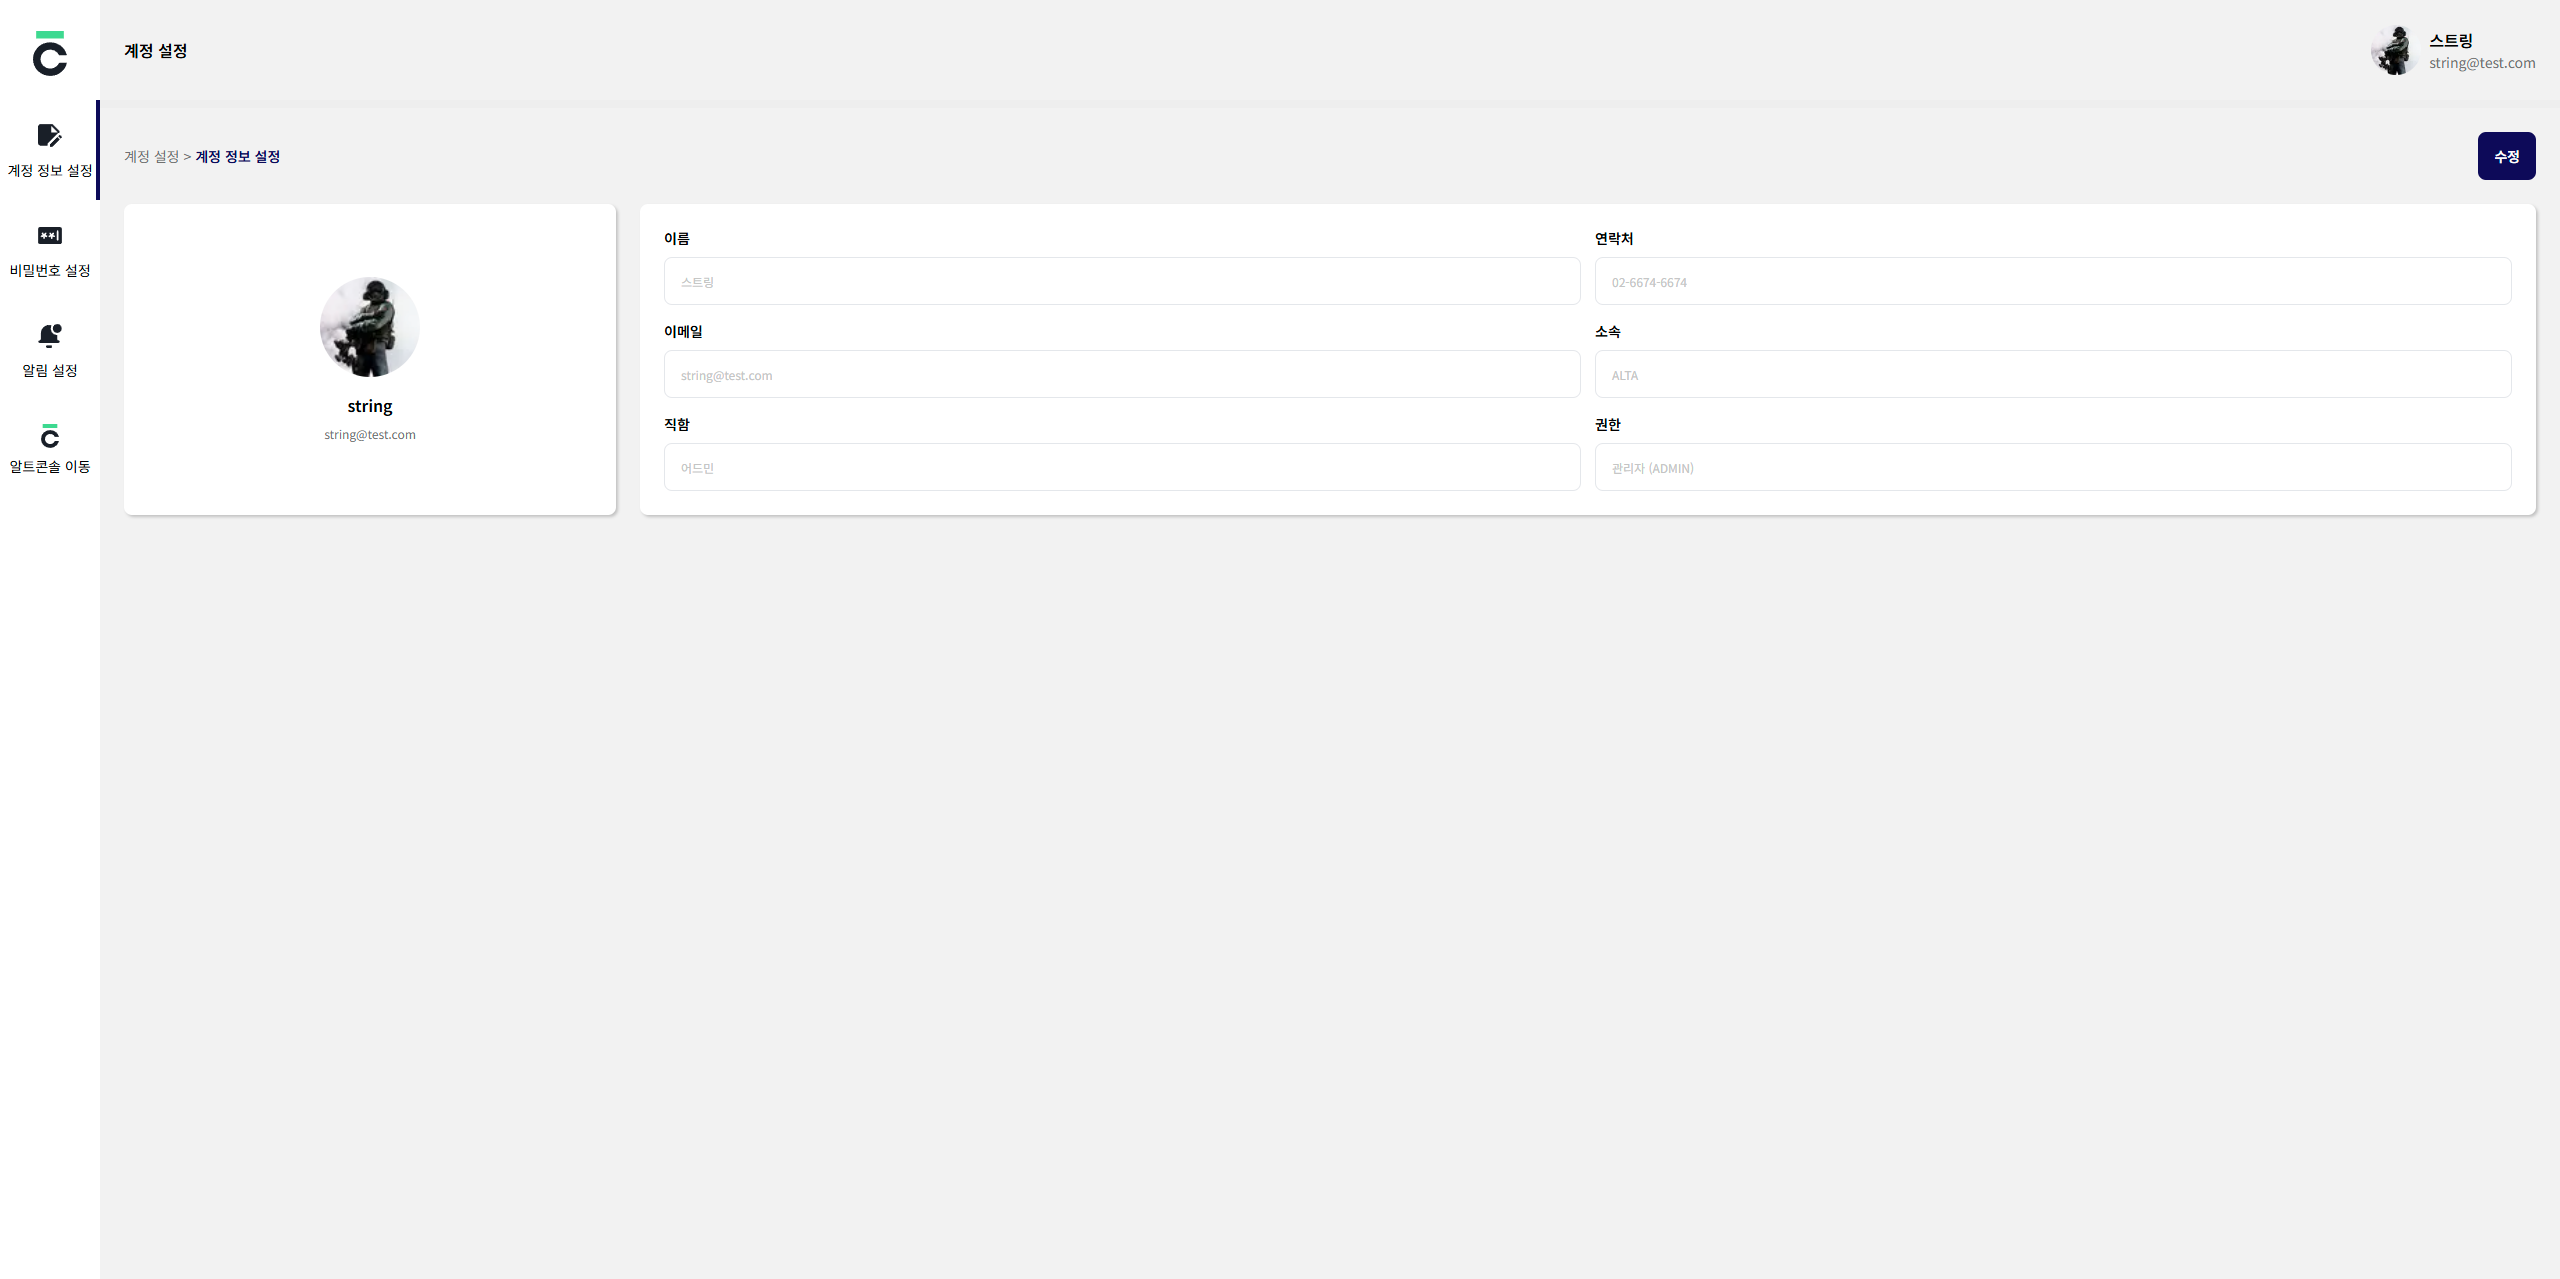 계정 설정
스트링
string@test.com
계정 정보 설정
비밀번호 설정
알림 설정
알트콘솔 이동
계정 설정 > 계정 정보 설정
수정
string
string@test.com
이름
스트링
연락처
02-6674-6674
이메일
string@test.com
소속
ALTA
직함
어드민
권한
관리자 (ADMIN)